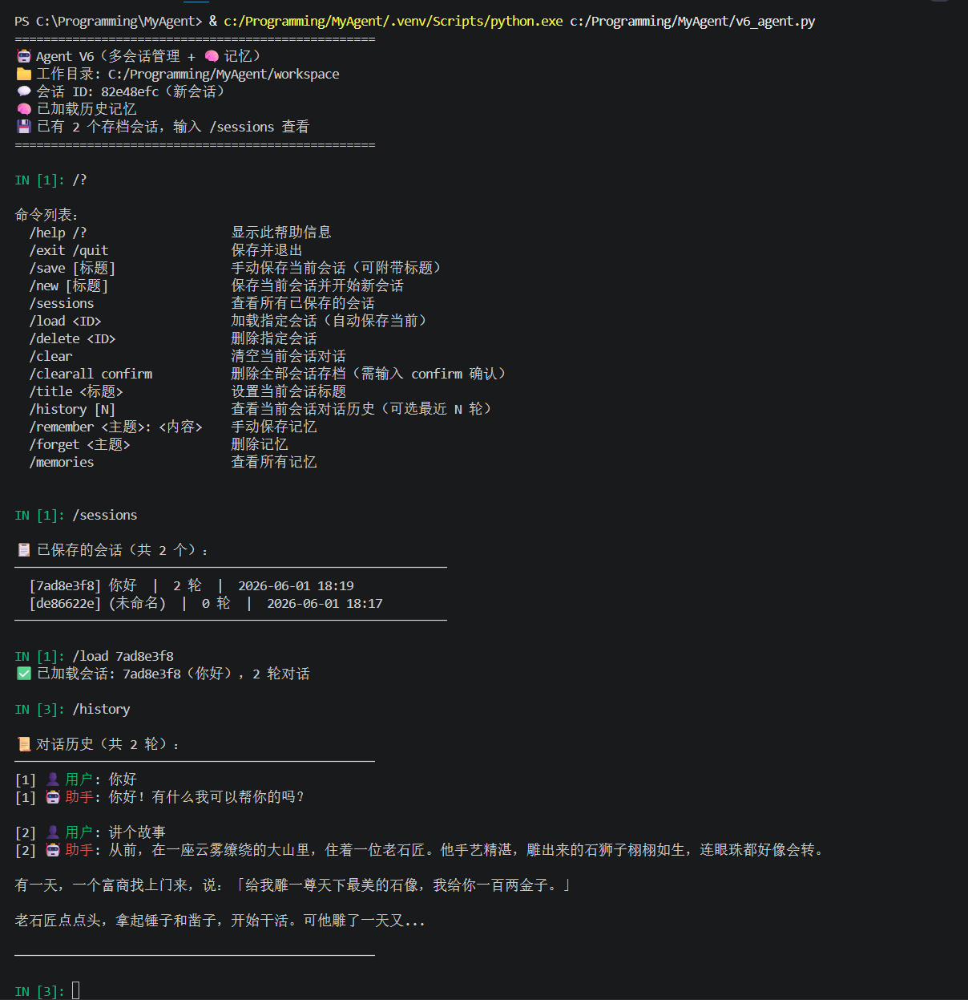 PS C:\Programming\MyAgent> & c:/Programming/MyAgent/.venv/Scripts/python.exe c:/Programming/MyAgent/v6_agent.py
==================================================
🤖 Agent V6（多会话管理 + 🧠 记忆）
📁 工作目录: C:/Programming/MyAgent/workspace
💬 会话 ID: 82e48efc（新会话）
🧠 已加载历史记忆
💾 已有 2 个存档会话，输入 /sessions 查看
==================================================
IN [1]: /?
命令列表：
/help /? 显示此帮助信息
/exit /quit 保存并退出
/save [标题] 手动保存当前会话（可附带标题）
/new [标题] 保存当前会话并开始新会话
/sessions 查看所有已保存的会话
/load <ID> 加载指定会话（自动保存当前）
/delete <ID> 删除指定会话
/clear 清空当前会话对话
/clearall confirm 删除全部会话存档（需输入 confirm 确认）
/title <标题> 设置当前会话标题
/history [N] 查看当前会话对话历史（可选最近 N 轮）
/remember <主题>: <内容> 手动保存记忆
/forget <主题> 删除记忆
/memories 查看所有记忆
IN [1]: /sessions
📋 已保存的会话（共 2 个）：
────────────────────────────────────────────────────────────
[7ad8e3f8] 你好 | 2 轮 | 2026-06-01 18:19
[de86622e] (未命名) | 0 轮 | 2026-06-01 18:17
────────────────────────────────────────────────────────────
IN [1]: /load 7ad8e3f8
✅ 已加载会话: 7ad8e3f8（你好），2 轮对话
IN [3]: /history
📜 对话历史（共 2 轮）：
──────────────────────────────────────────────────
[1] 👤 用户: 你好
[1] 🤖 助手: 你好！有什么我可以帮你的吗？
[2] 👤 用户: 讲个故事
[2] 🤖 助手: 从前，在一座云雾缭绕的大山里，住着一位老石匠。他手艺精湛，雕出来的石狮子栩栩如生，连眼珠都好像会转。
有一天，一个富商找上门来，说：「给我雕一尊天下最美的石像，我给你一百两金子。」
老石匠点点头，拿起锤子和凿子，开始干活。可他雕了一天又...
──────────────────────────────────────────────────
IN [3]: